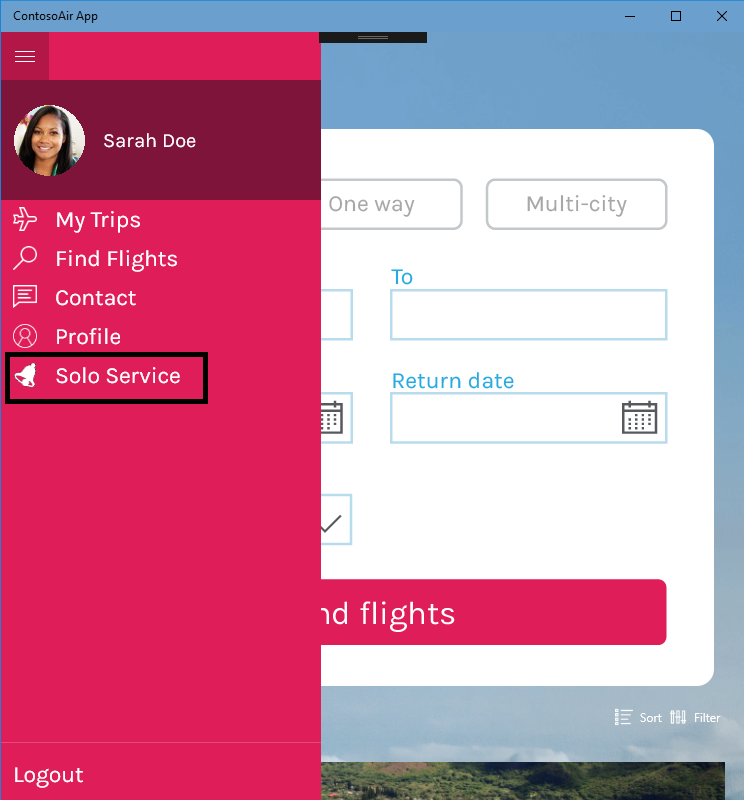 ContosoAir App
Sarah Doe
My Trips
Find Flights
Contact
Profile
Solo Service
Logout
One way
Multi-city
To
Return date
nd flights
Sort
Filter